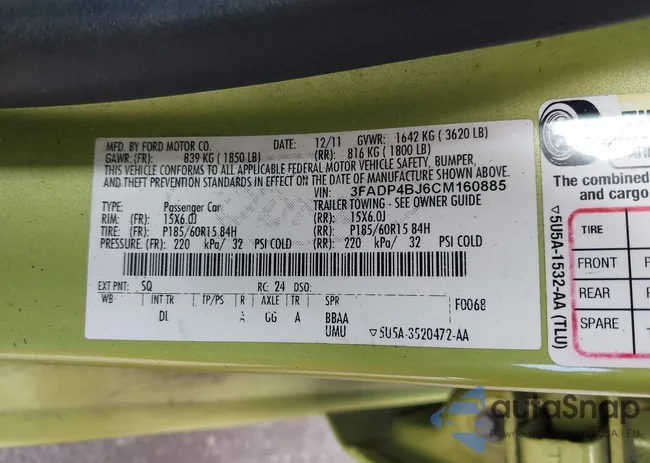 MFD. BY FORD MOTOR CO.
DATE: 12/11 GVWR: 1642 KG ( 3620 LB)
GAWR: (FR): 839 KG ( 1850 LB) (RR): 816 KG ( 1800 LB)
THIS VEHICLE CONFORMS TO ALL APPLICABLE FEDERAL MOTOR VEHICLE SAFETY, BUMPER,
AND THEFT PREVENTION STANDARDS IN EFFECT ON THE DATE OF MANUFACTURE SHOWN ABOVE.
VIN: 3FADP4BJ6CM160885
TYPE: Passenger Car TRAILER TOWING - SEE OWNER GUIDE
RIM: (FR): 15X6.0J (RR): 15X6.0J
TIRE: (FR): P185/60R15 84H (RR): P185/60R15 84H
PRESSURE: (FR): 220 kPa/ 32 PSI COLD (RR): 220 kPa/ 32 PSI COLD
EXT PNT: SQ RC: 24 DSO:
WB INT TR TP/PS R AXLE TR SPR F0068
DL A GG A BBAA
UMU ▽5U5A-3520472-AA
▽5U5A-1532-AA (TLU)
The combined
and cargo
TIRE
FRONT
REAR
SPARE
autoSnap